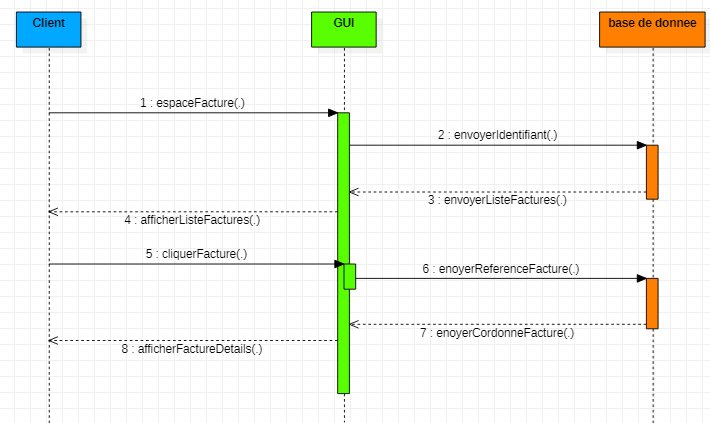 Client
GUI
base de donnee
1 : espaceFacture(.)
2 : envoyerIdentifiant(.)
3 : envoyerListeFactures(.)
4 : afficherListeFactures(.)
5 : cliquerFacture(.)
6 : enoyerReferenceFacture(.)
7 : enoyerCordonneFacture(.)
8 : afficherFactureDetails(.)